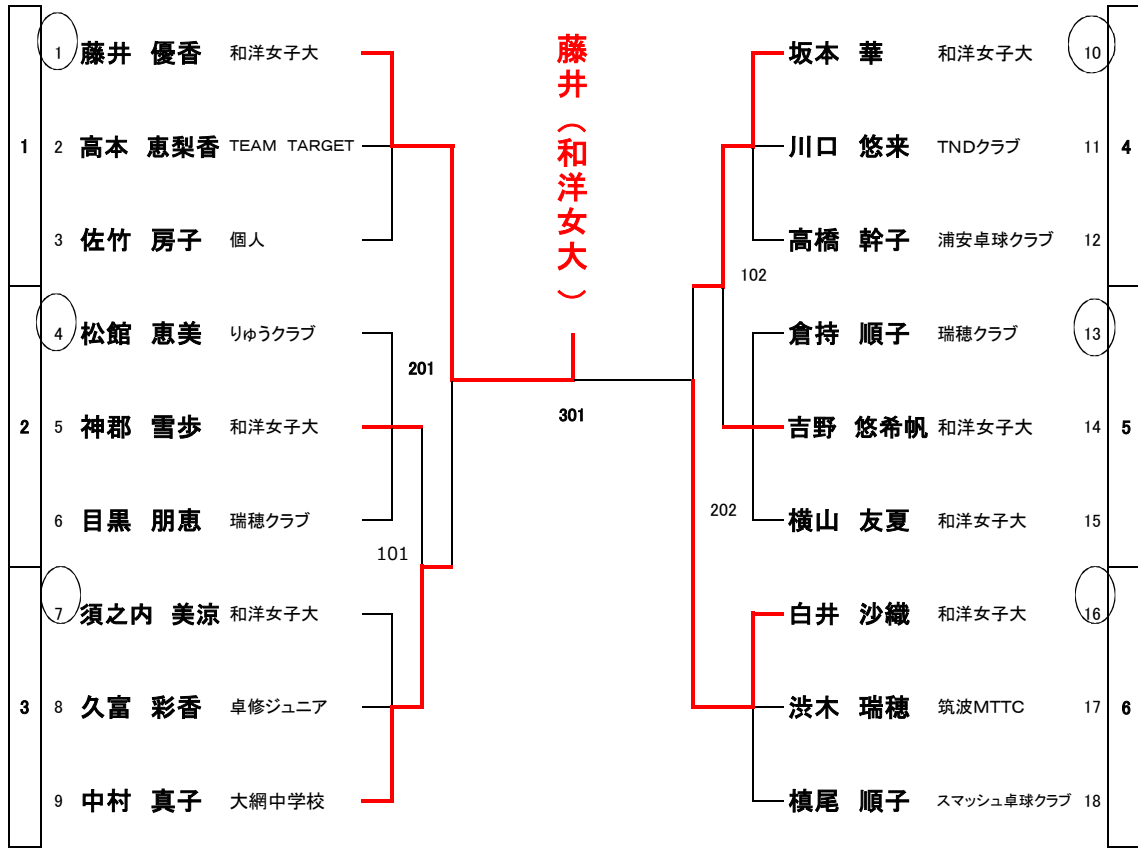 1
1 藤井 優香 和洋女子大
2 高本 恵梨香 TEAM TARGET
3 佐竹 房子 個人
2
4 松館 恵美 りゅうクラブ
5 神郡 雪歩 和洋女子大
6 目黒 朋恵 瑞穂クラブ
3
7 須之内 美涼 和洋女子大
8 久富 彩香 卓修ジュニア
9 中村 真子 大網中学校
201
101
藤井(和洋女大)
301
102
202
坂本 華 和洋女子大 10
川口 悠来 TNDクラブ 11
高橋 幹子 浦安卓球クラブ 12
4
倉持 順子 瑞穂クラブ 13
吉野 悠希帆 和洋女子大 14
横山 友夏 和洋女子大 15
5
白井 沙織 和洋女子大 16
渋木 瑞穂 筑波MTTC 17
槙尾 順子 スマッシュ卓球クラブ 18
6